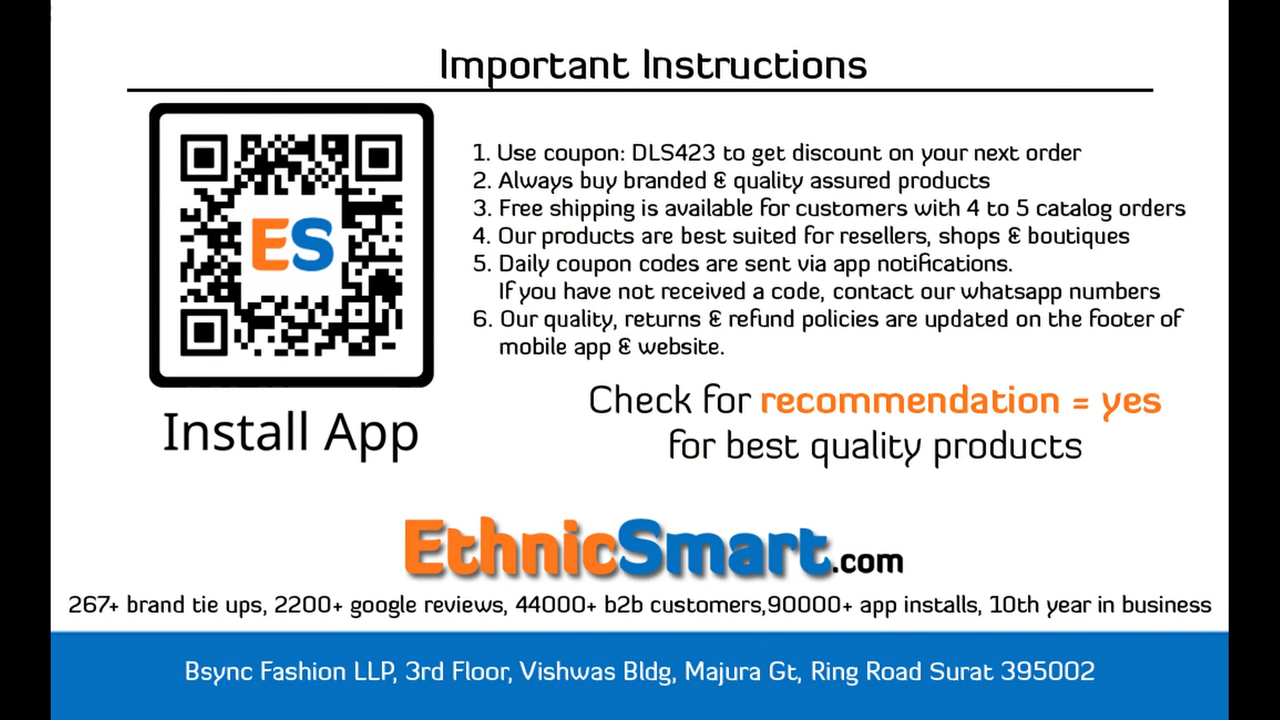 Important Instructions
ES
Install App
1. Use coupon: DLS423 to get discount on your next order
2. Always buy branded & quality assured products
3. Free shipping is available for customers with 4 to 5 catalog orders
4. Our products are best suited for resellers, shops & boutiques
5. Daily coupon codes are sent via app notifications.
If you have not received a code, contact our whatsapp numbers
6. Our quality, returns & refund policies are updated on the footer of
mobile app & website.
Check for recommendation = yes
for best quality products
EthnicSmart.com
267+ brand tie ups, 2200+ google reviews, 44000+ b2b customers,90000+ app installs, 10th year in business
Bsync Fashion LLP, 3rd Floor, Vishwas Bldg, Majura Gt, Ring Road Surat 395002